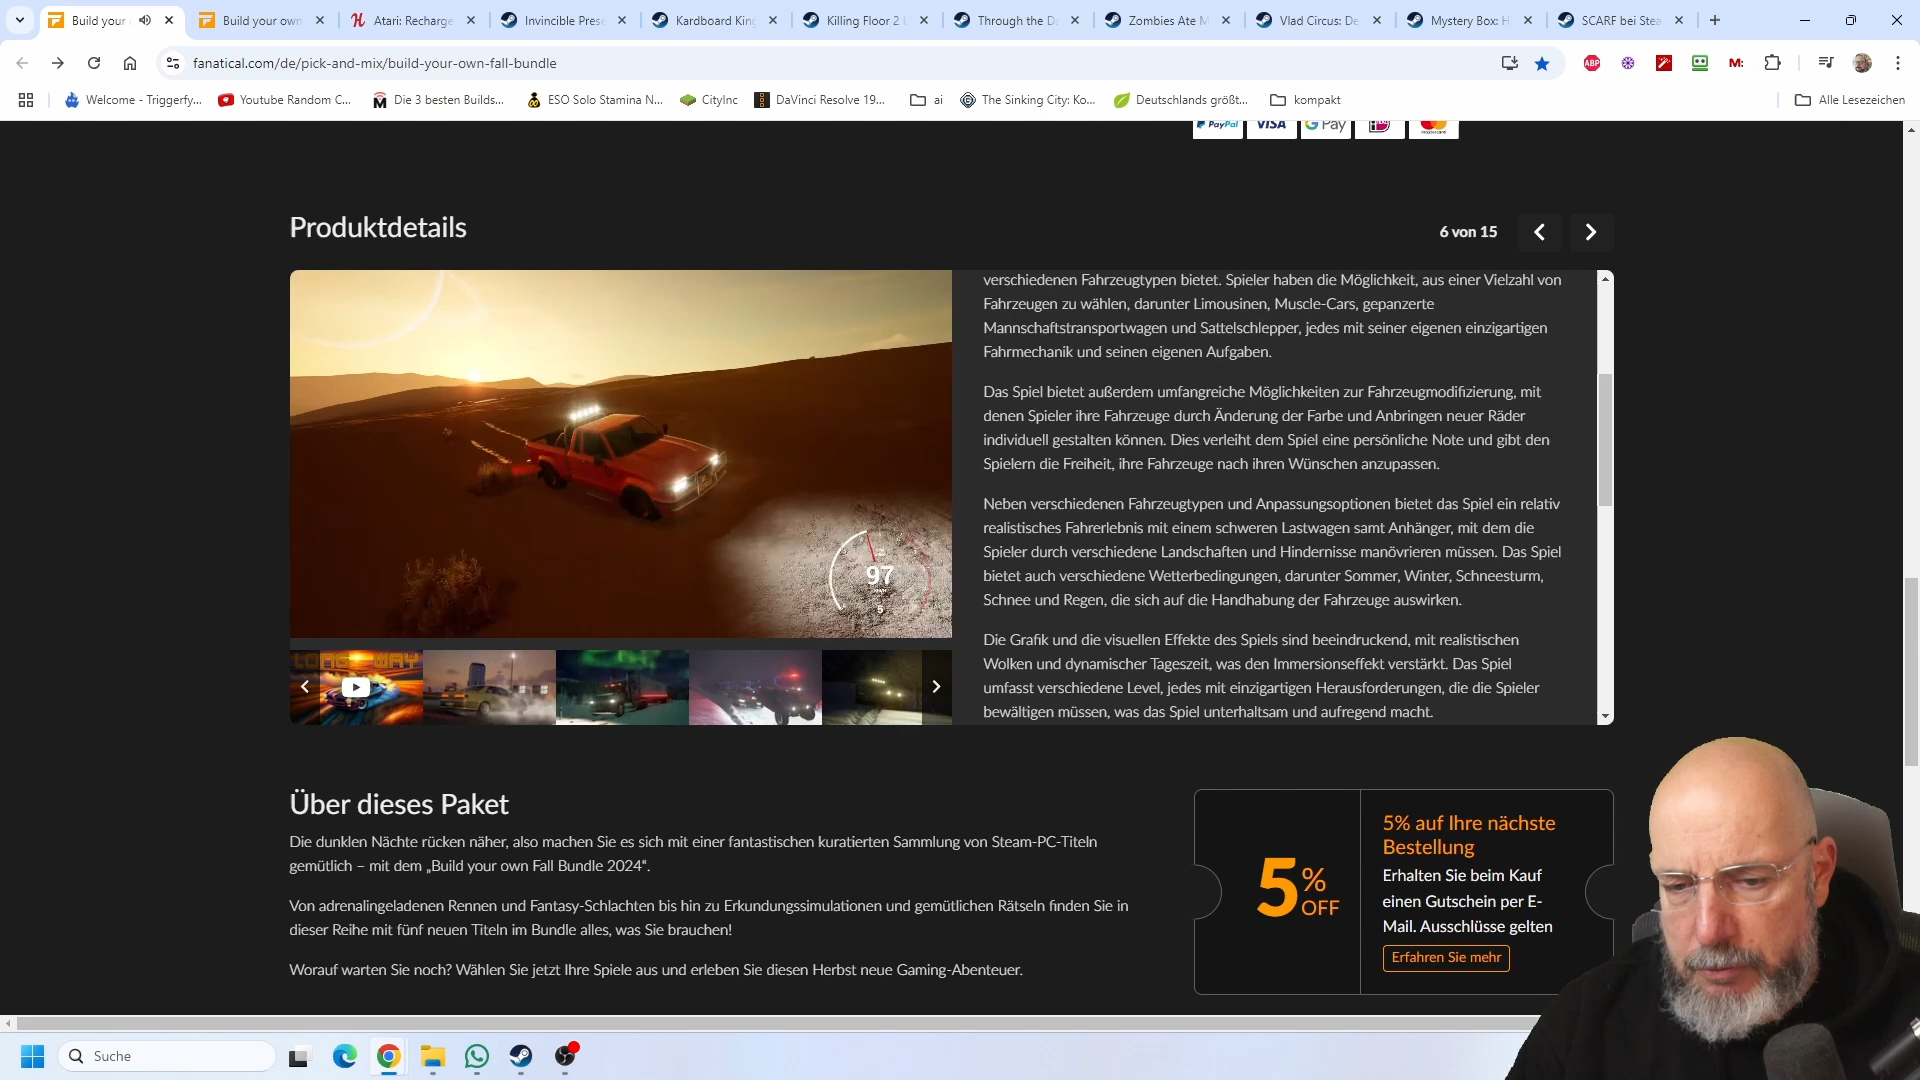 Build your
Build your own
Atari: Recharge
Invincible Pres
Kardboard King
Killing Floor 2 b
Through the Da
Zombies Ate M
Vlad Circus: De
Mystery Box: H
SCARF bei Stea
fanatical.com/de/pick-and-mix/build-your-own-fall-bundle
ABP
M:
Welcome - Triggerfy...
Youtube Random C...
Die 3 besten Builds...
ESO Solo Stamina N...
CityInc
DaVinci Resolve 19...
ai
The Sinking City: Ko...
Deutschlands größt...
kompakt
Alle Lesezeichen
PayPal VISA G Pay
Produktdetails
6 von 15
verschiedenen Fahrzeugtypen bietet. Spieler haben die Möglichkeit, aus einer Vielzahl von
Fahrzeugen zu wählen, darunter Limousinen, Muscle-Cars, gepanzerte
Mannschaftstransportwagen und Sattelschlepper, jedes mit seiner eigenen einzigartigen
Fahrmechanik und seinen eigenen Aufgaben.
Das Spiel bietet außerdem umfangreiche Möglichkeiten zur Fahrzeugmodifizierung, mit
denen Spieler ihre Fahrzeuge durch Änderung der Farbe und Anbringen neuer Räder
individuell gestalten können. Dies verleiht dem Spiel eine persönliche Note und gibt den
Spielern die Freiheit, ihre Fahrzeuge nach ihren Wünschen anzupassen.
Neben verschiedenen Fahrzeugtypen und Anpassungsoptionen bietet das Spiel ein relativ
realistisches Fahrerlebnis mit einem schweren Lastwagen samt Anhänger, mit dem die
Spieler durch verschiedene Landschaften und Hindernisse manövrieren müssen. Das Spiel
bietet auch verschiedene Wetterbedingungen, darunter Sommer, Winter, Schneesturm,
Schnee und Regen, die sich auf die Handhabung der Fahrzeuge auswirken.
Die Grafik und die visuellen Effekte des Spiels sind beeindruckend, mit realistischen
Wolken und dynamischer Tageszeit, was den Immersionseffekt verstärkt. Das Spiel
umfasst verschiedene Level, jedes mit einzigartigen Herausforderungen, die die Spieler
bewältigen müssen, was das Spiel unterhaltsam und aufregend macht.
97
5
LONG WAY
Über dieses Paket
Die dunklen Nächte rücken näher, also machen Sie es sich mit einer fantastischen kuratierten Sammlung von Steam-PC-Titeln
gemütlich – mit dem „Build your own Fall Bundle 2024“.
Von adrenalingeladenen Rennen und Fantasy-Schlachten bis hin zu Erkundungssimulationen und gemütlichen Rätseln finden Sie in
dieser Reihe mit fünf neuen Titeln im Bundle alles, was Sie brauchen!
Worauf warten Sie noch? Wählen Sie jetzt Ihre Spiele aus und erleben Sie diesen Herbst neue Gaming-Abenteuer.
5% OFF
5% auf Ihre nächste
Bestellung
Erhalten Sie beim Kauf
einen Gutschein per E-
Mail. Ausschlüsse gelten
Erfahren Sie mehr
Suche